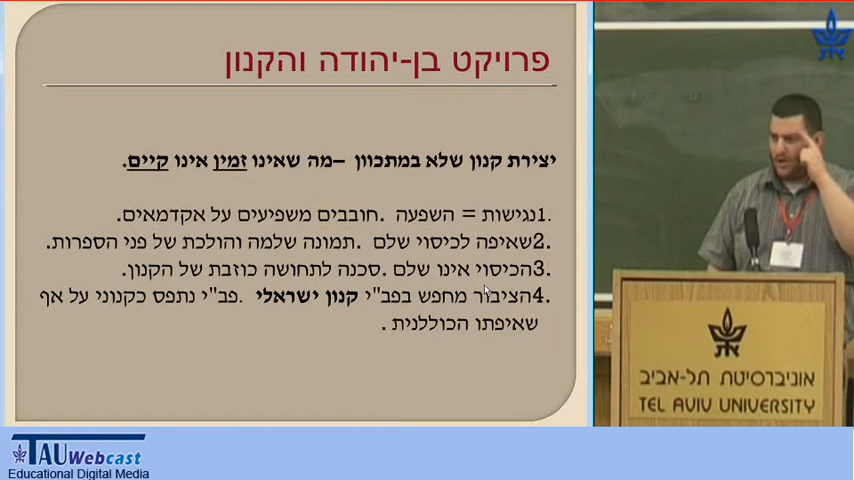 פרויקט בן-יהודה והקנון
יצירת קנון שלא במתכוון –מה שאינו זמין אינו קיים.
1.נגישות = השפעה .חובבים משפיעים על אקדמאים.
2.שאיפה לכיסוי שלם .תמונה שלמה והולכת של פני הספרות.
3.הכיסוי אינו שלם .סכנה לתחושה כוזבת של הקנון.
4.הציבור מחפש בפב"י קנון ישראלי .פב"י נתפס כקנוני על אף
שאיפתו הכוללנית .
אוניברסיטת תל-אביב
TEL AVIV UNIVERSITY
TAU Webcast
Educational Digital Media